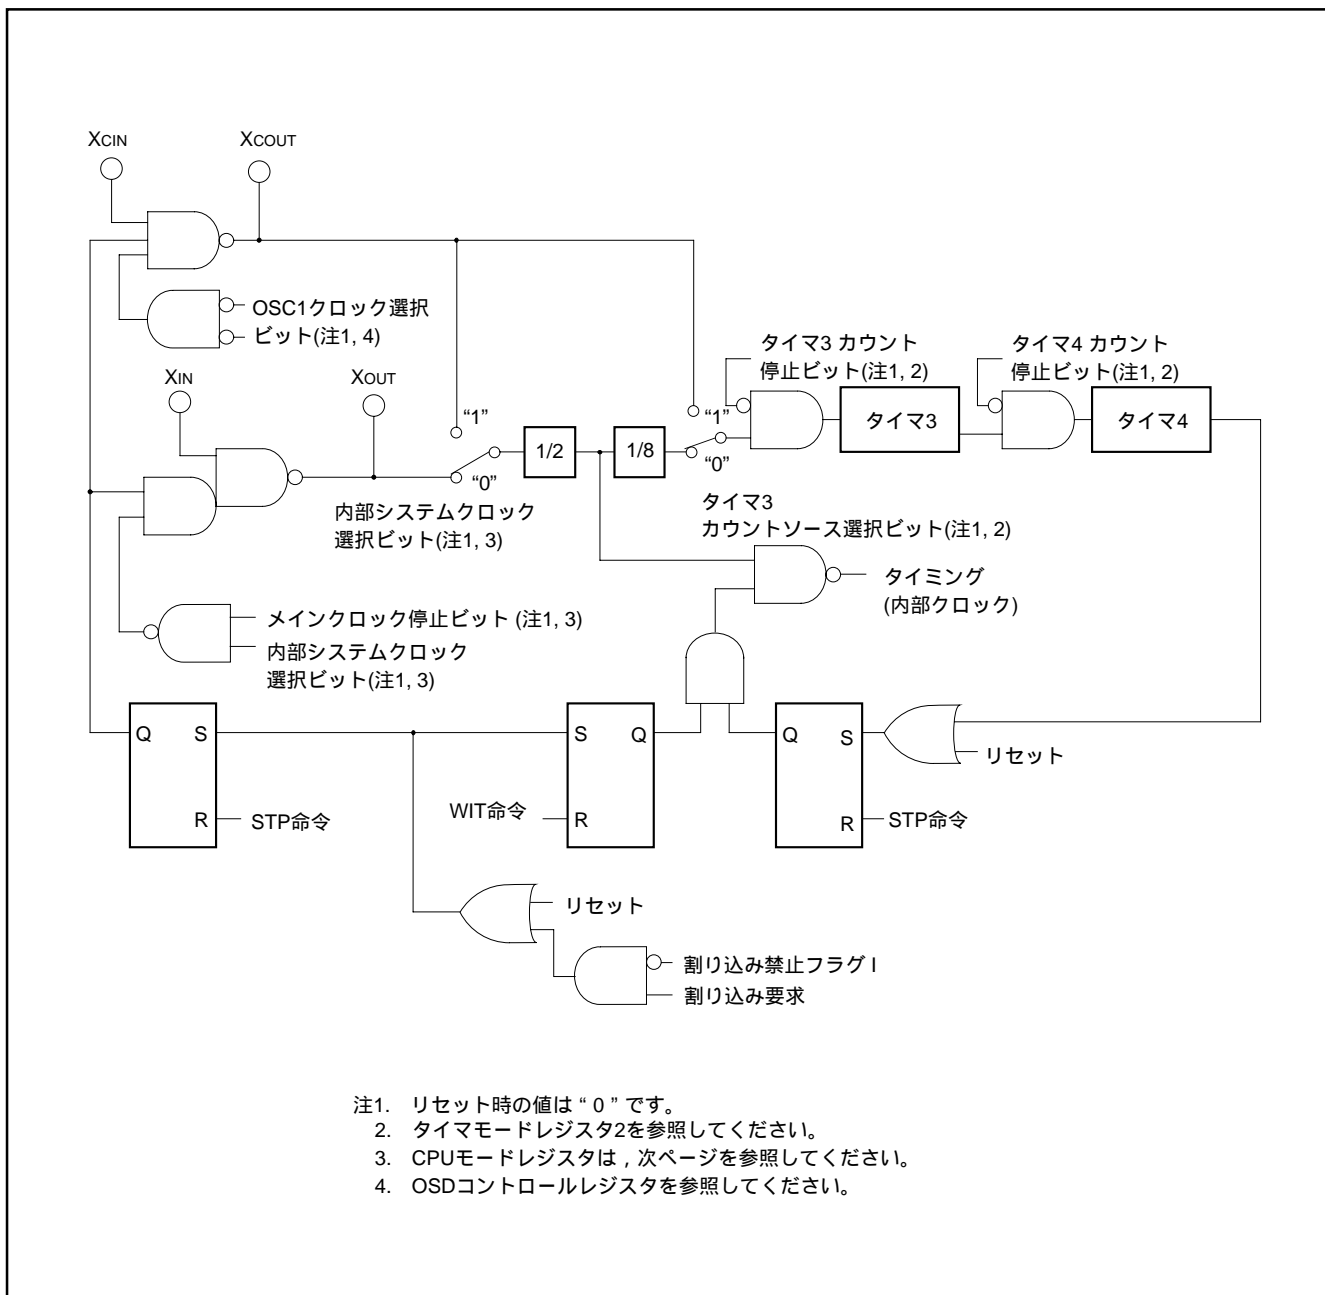 XCIN
XCOUT
OSC1クロック選択
ビット(注1, 4)
XIN
XOUT
“1”
“0”
1/2
1/8
“1”
“0”
タイマ3 カウント
停止ビット(注1, 2)
タイマ3
タイマ4 カウント
停止ビット(注1, 2)
タイマ4
内部システムクロック
選択ビット(注1, 3)
タイマ3
カウントソース選択ビット(注1, 2)
タイミング
(内部クロック)
メインクロック停止ビット (注1, 3)
内部システムクロック
選択ビット(注1, 3)
Q S
R
STP命令
S Q
R
WIT命令
Q S
R
リセット
STP命令
リセット
割り込み禁止フラグ I
割り込み要求
注1. リセット時の値は “ 0 ” です。
2. タイマモードレジスタ2を参照してください。
3. CPUモードレジスタは , 次ページを参照してください。
4. OSDコントロールレジスタを参照してください。